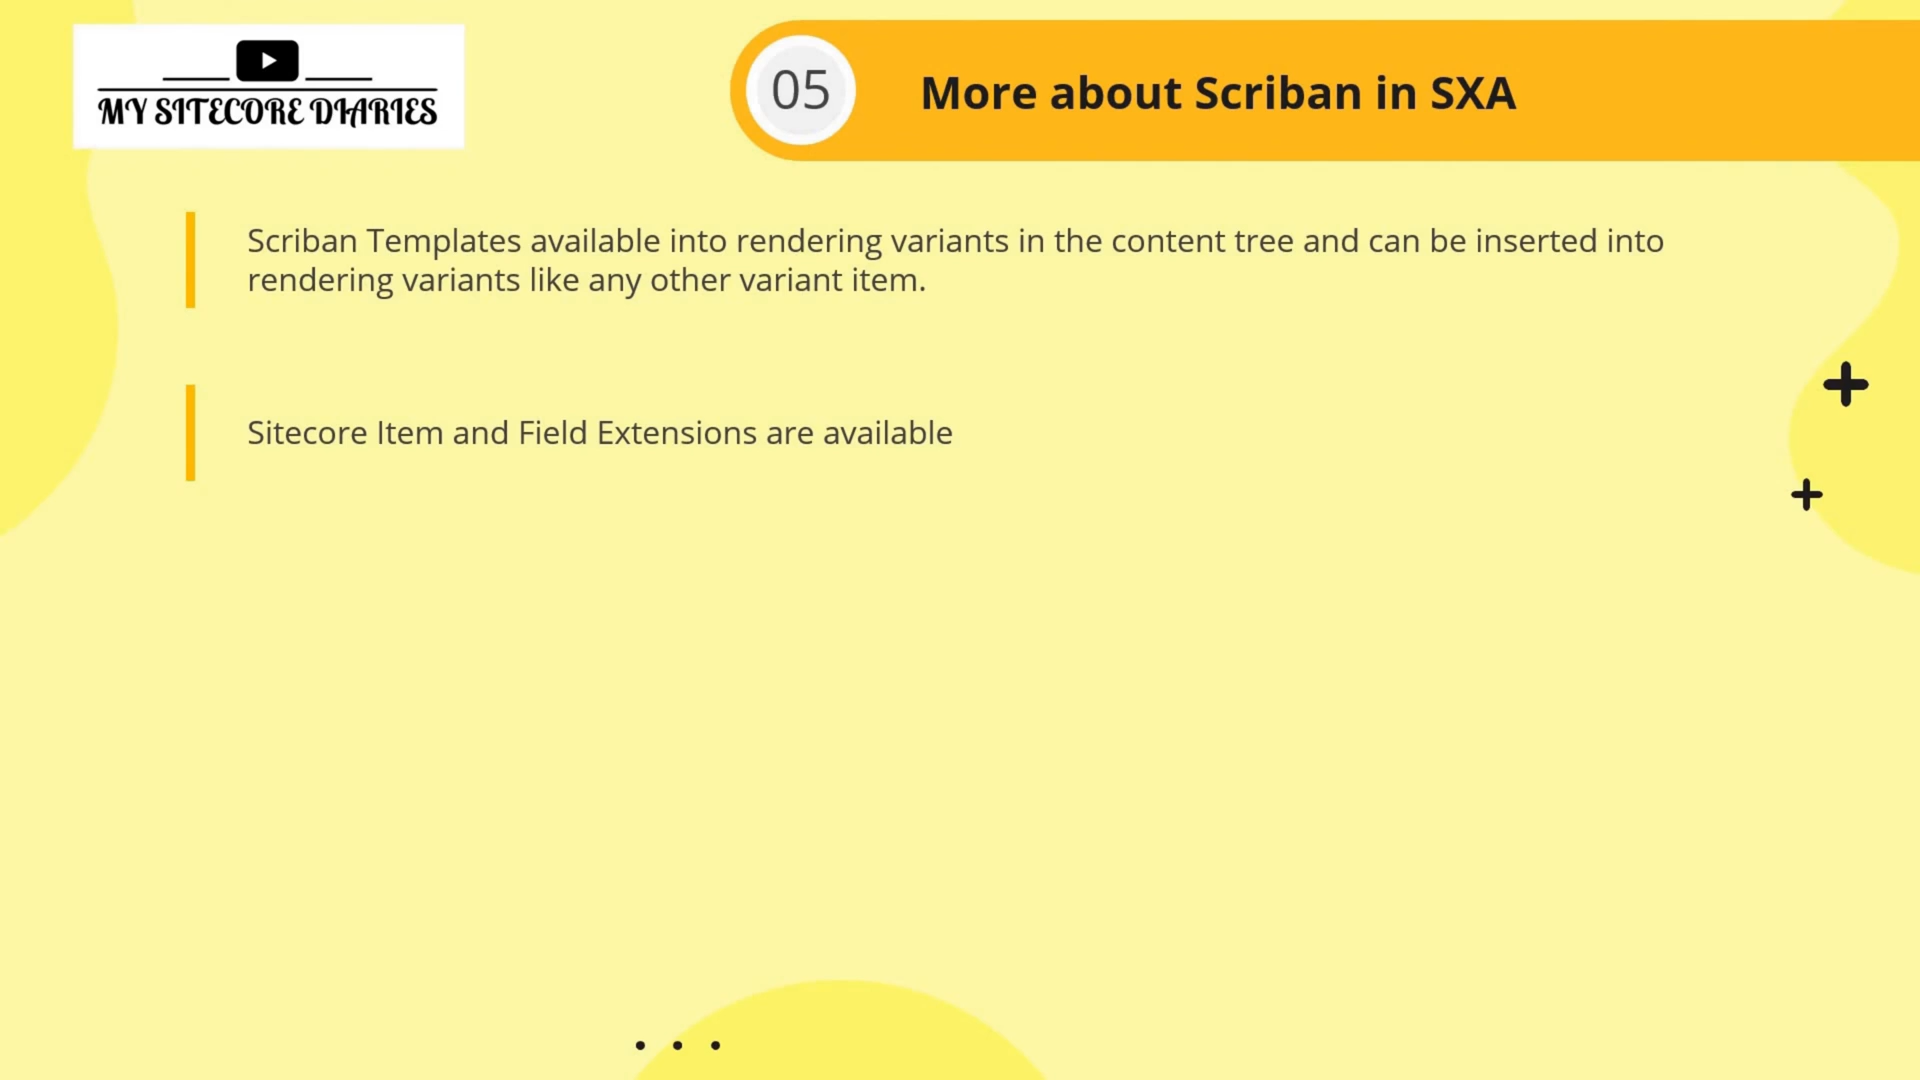 MY SITECORE DIARIES
05
More about Scriban in SXA
Scriban Templates available into rendering variants in the content tree and can be inserted into
rendering variants like any other variant item.
Sitecore Item and Field Extensions are available